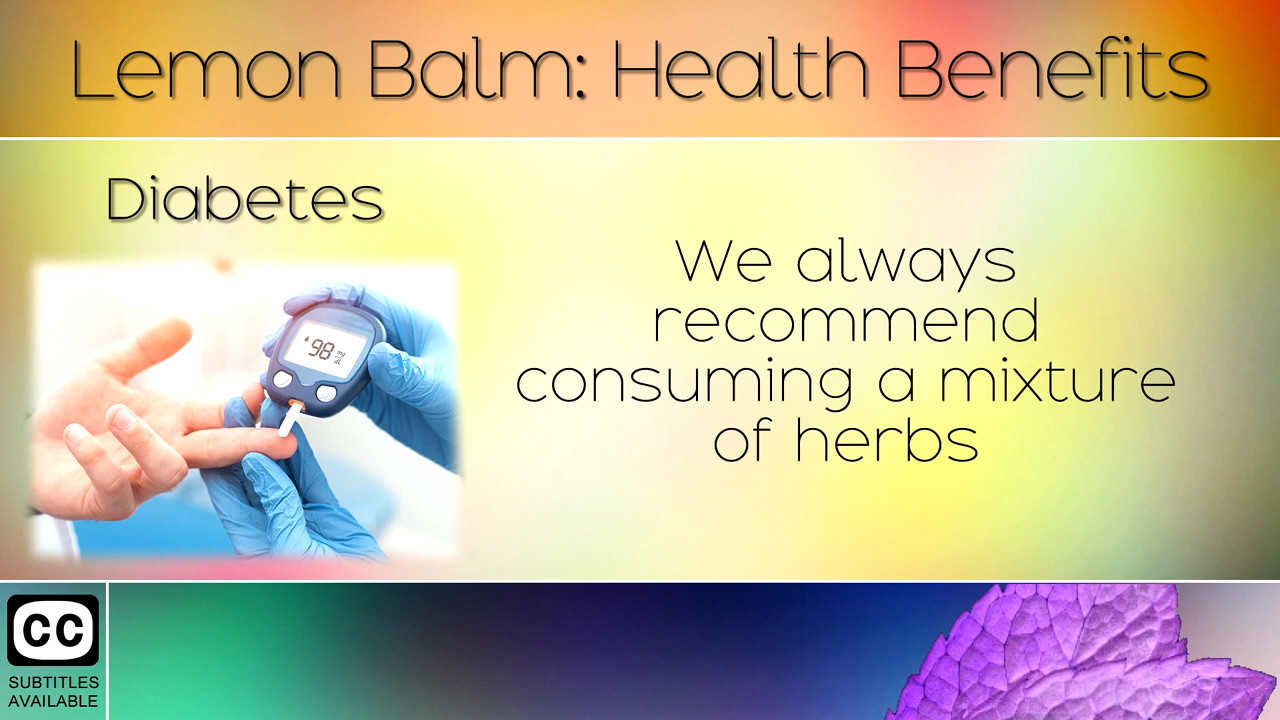 Lemon Balm: Health Benefits
Diabetes
We always
recommend
consuming a mixture
of herbs
98
CC
SUBTITLES
AVAILABLE